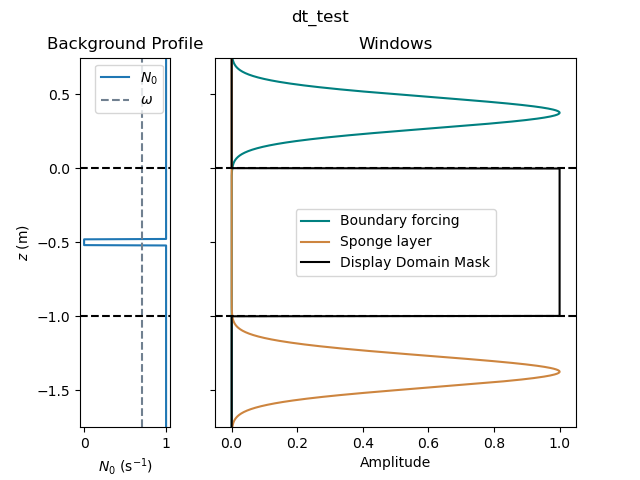 dt_test
Background Profile
Windows
N₀
ω
Boundary forcing
Sponge layer
Display Domain Mask
z (m)
0.5
0.0
−0.5
−1.0
−1.5
0 1
N₀ (s⁻¹)
0.0 0.2 0.4 0.6 0.8 1.0
Amplitude